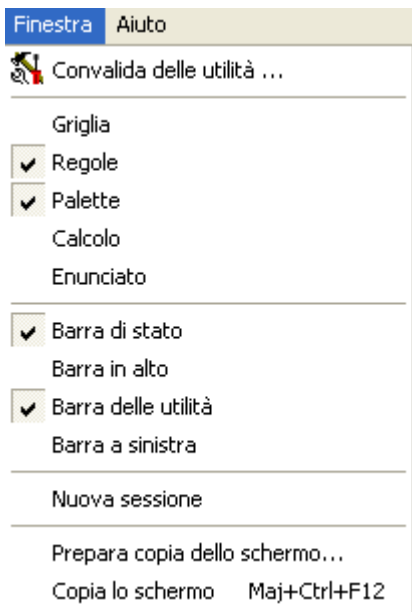 Finestra Aiuto
Convalida delle utilità ...
Griglia
Regole
Palette
Calcolo
Enunciato
Barra di stato
Barra in alto
Barra delle utilità
Barra a sinistra
Nuova sessione
Prepara copia dello schermo...
Copia lo schermo Maj+Ctrl+F12